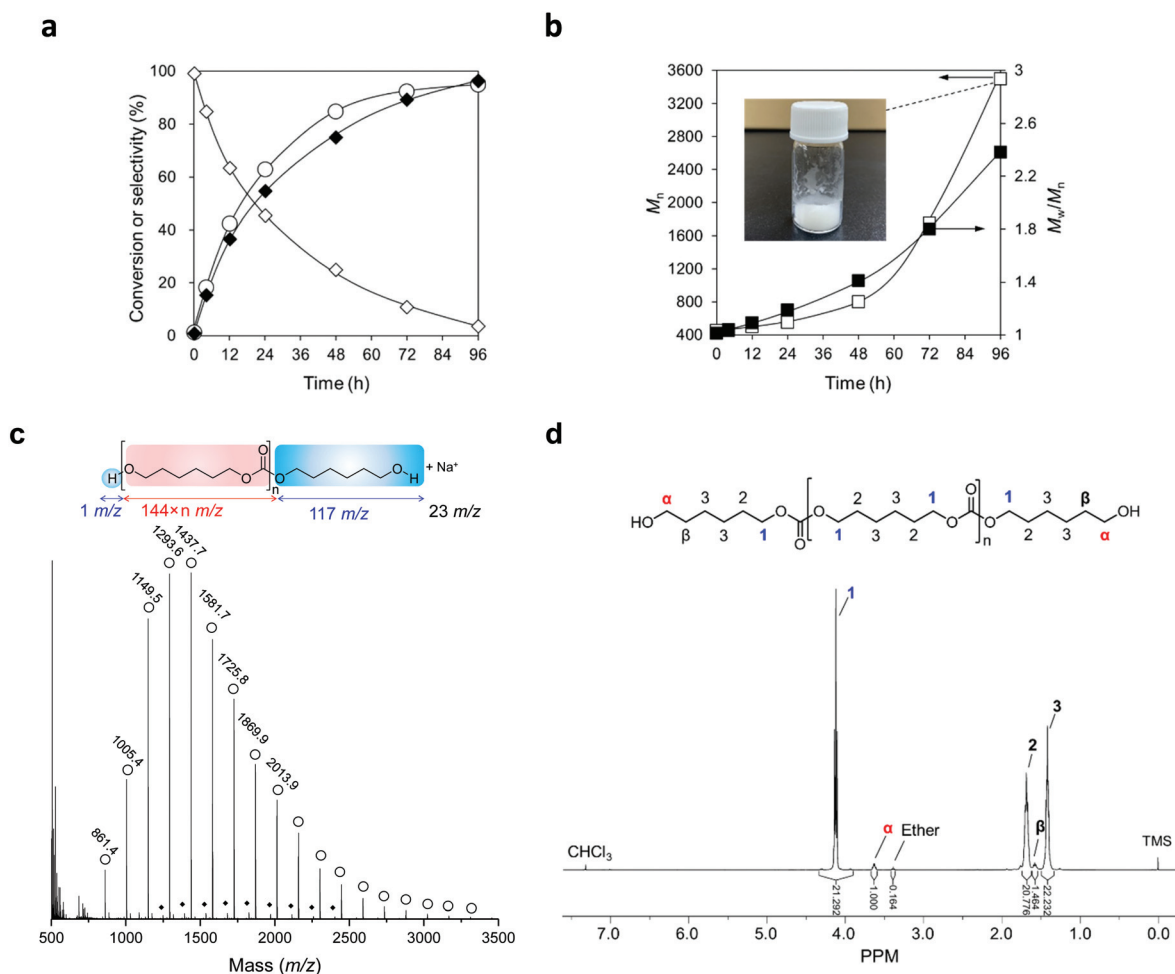 a
b
Conversion or selectivity (%)
100
80
60
40
20
0
0 12 24 36 48 60 72 84 96
Time (h)
Mn
3600
3200
2800
2400
2000
1600
1200
800
400
3
2.6
2.2
1.8
1.4
1
Mw/Mn
0 12 24 36 48 60 72 84 96
Time (h)
c
H O O O O O H + Na+
n
1 m/z 144×n m/z 117 m/z 23 m/z
861.4
1005.4
1149.5
1293.6
1437.7
1581.7
1725.8
1869.9
2013.9
500 1000 1500 2000 2500 3000 3500
Mass (m/z)
d
α 3 2 O 2 3 1 O 1 3 β
HO O O O O O OH
β 3 1 O 1 3 2 n 2 3 α
1
2
3
α
Ether
β
CHCl3
TMS
21.292
1.000
0.164
20.776
1.464
22.232
7.0 6.0 5.0 4.0 3.0 2.0 1.0 0.0
PPM